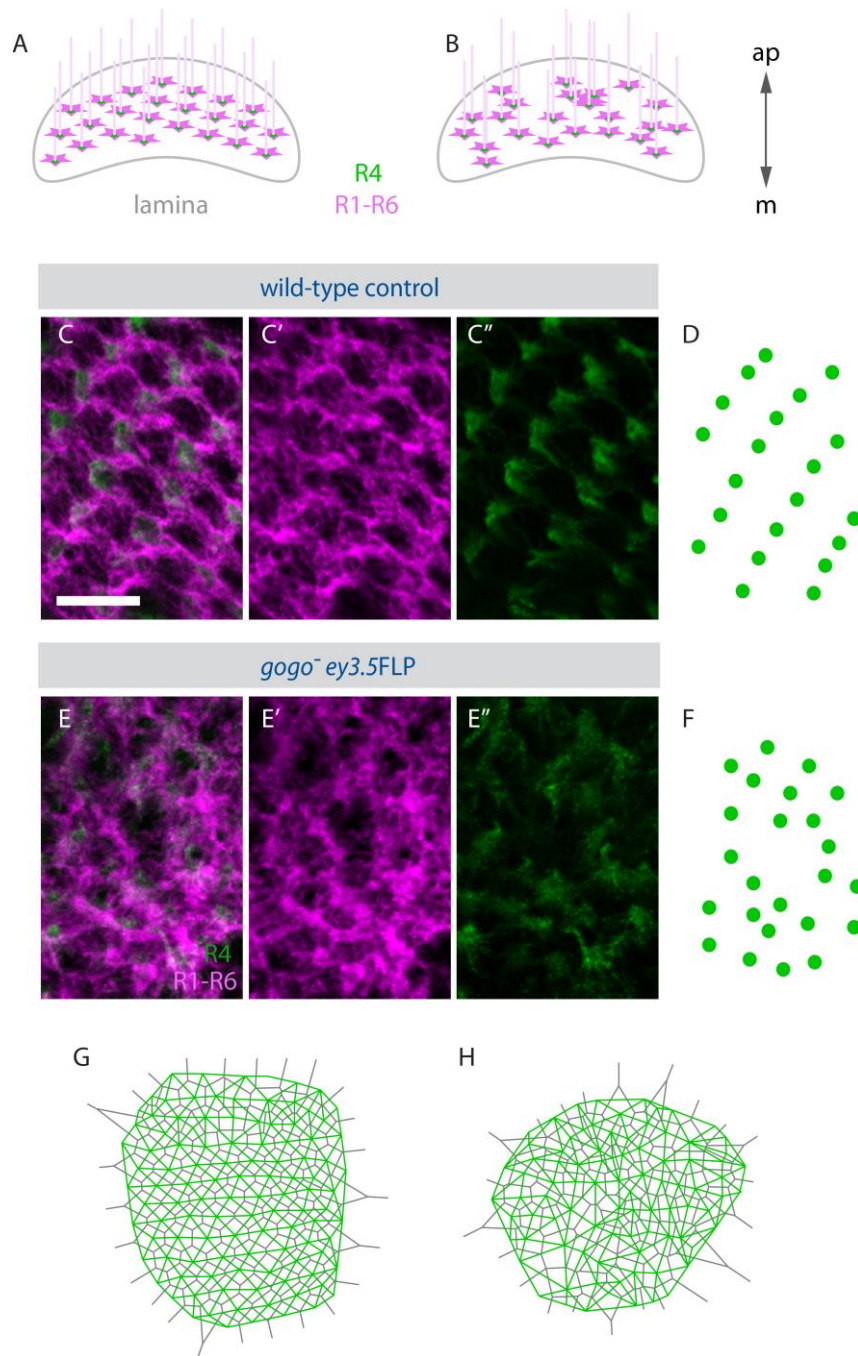 A
B
ap
R4
lamina
R1-R6
m
wild-type control
C
C'
C"
D
gogo⁻ ey3.5FLP
E
E'
E"
F
R4
R1-R6
G
H